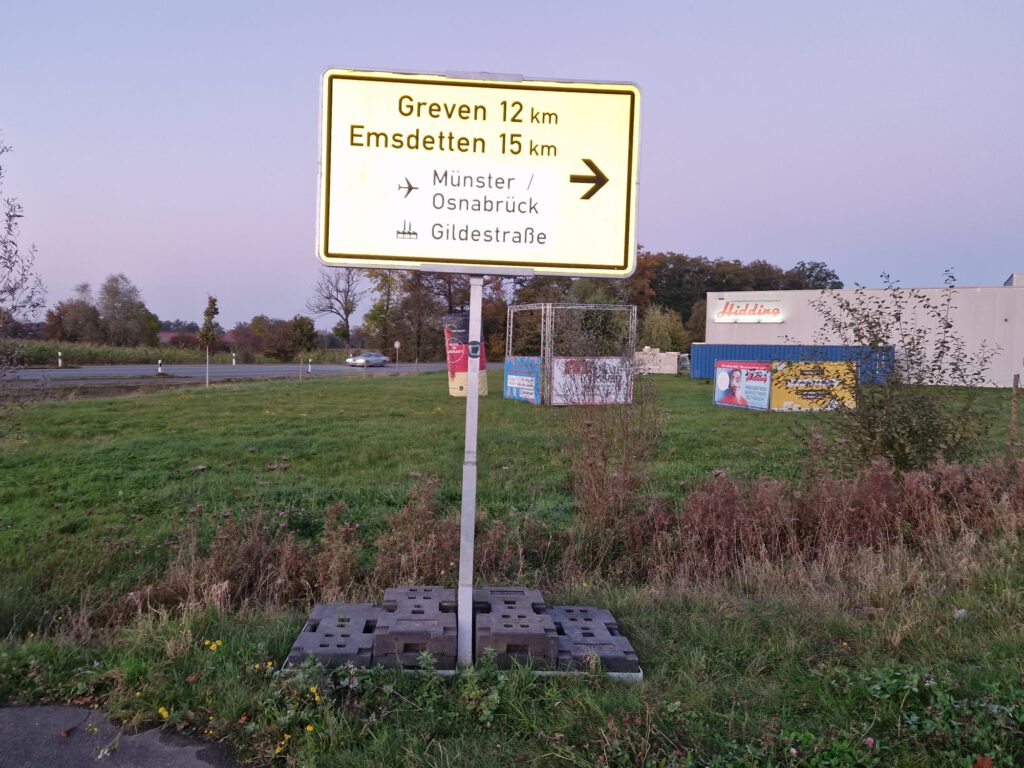 Greven 12 km
Emsdetten 15 km
Münster /
Osnabrück
Gildestraße
Hidding